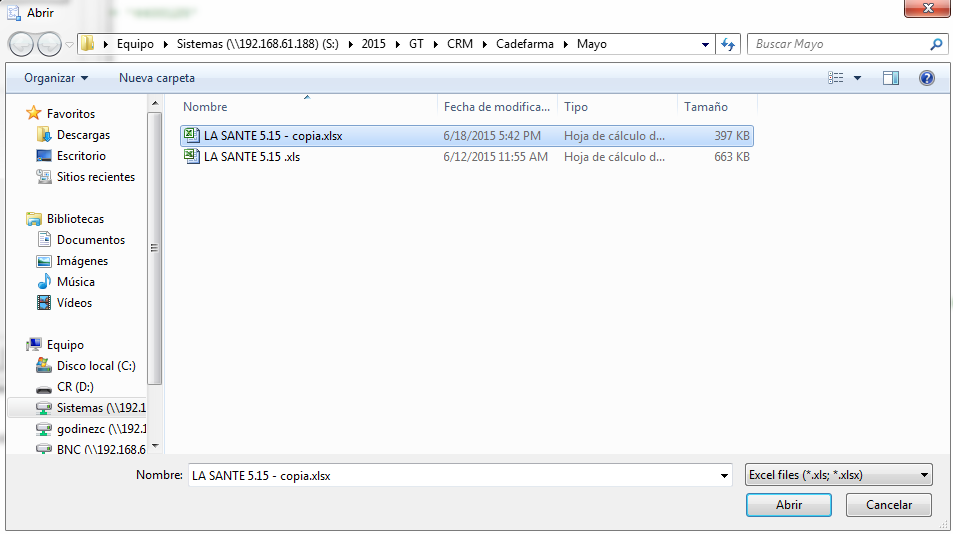 Abrir
Equipo Sistemas (\\192.168.61.188) (S:) 2015 GT CRM Cadefarma Mayo
Buscar Mayo
Organizar
Nueva carpeta
Nombre Fecha de modifica... Tipo Tamaño
LA SANTE 5.15 - copia.xlsx 6/18/2015 5:42 PM Hoja de cálculo d... 397 KB
LA SANTE 5.15 .xls 6/12/2015 11:55 AM Hoja de cálculo d... 663 KB
Favoritos
Descargas
Escritorio
Sitios recientes
Bibliotecas
Documentos
Imágenes
Música
Vídeos
Equipo
Disco local (C:)
CR (D:)
Sistemas (\\192.1
godinezc (\\192.1
BNC (\\192.168.6
Nombre: LA SANTE 5.15 - copia.xlsx
Excel files (*.xls; *.xlsx)
Abrir
Cancelar